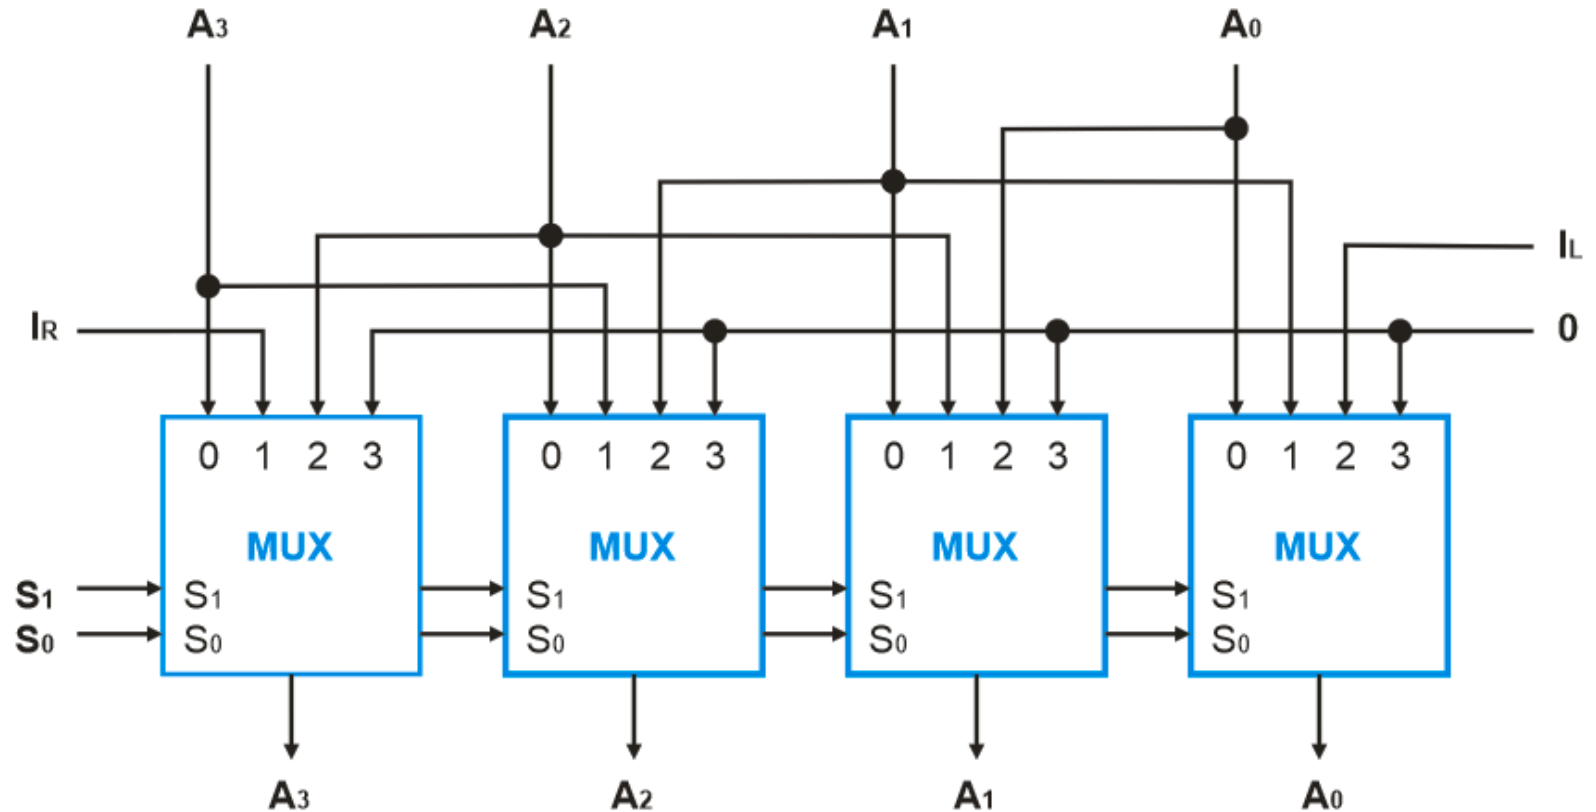 A3 A2 A1 A0
IL
IR 0
0 1 2 3 0 1 2 3 0 1 2 3 0 1 2 3
MUX MUX MUX MUX
S1 S1 S1 S1 S1
S0 S0 S0 S0 S0
A3 A2 A1 A0